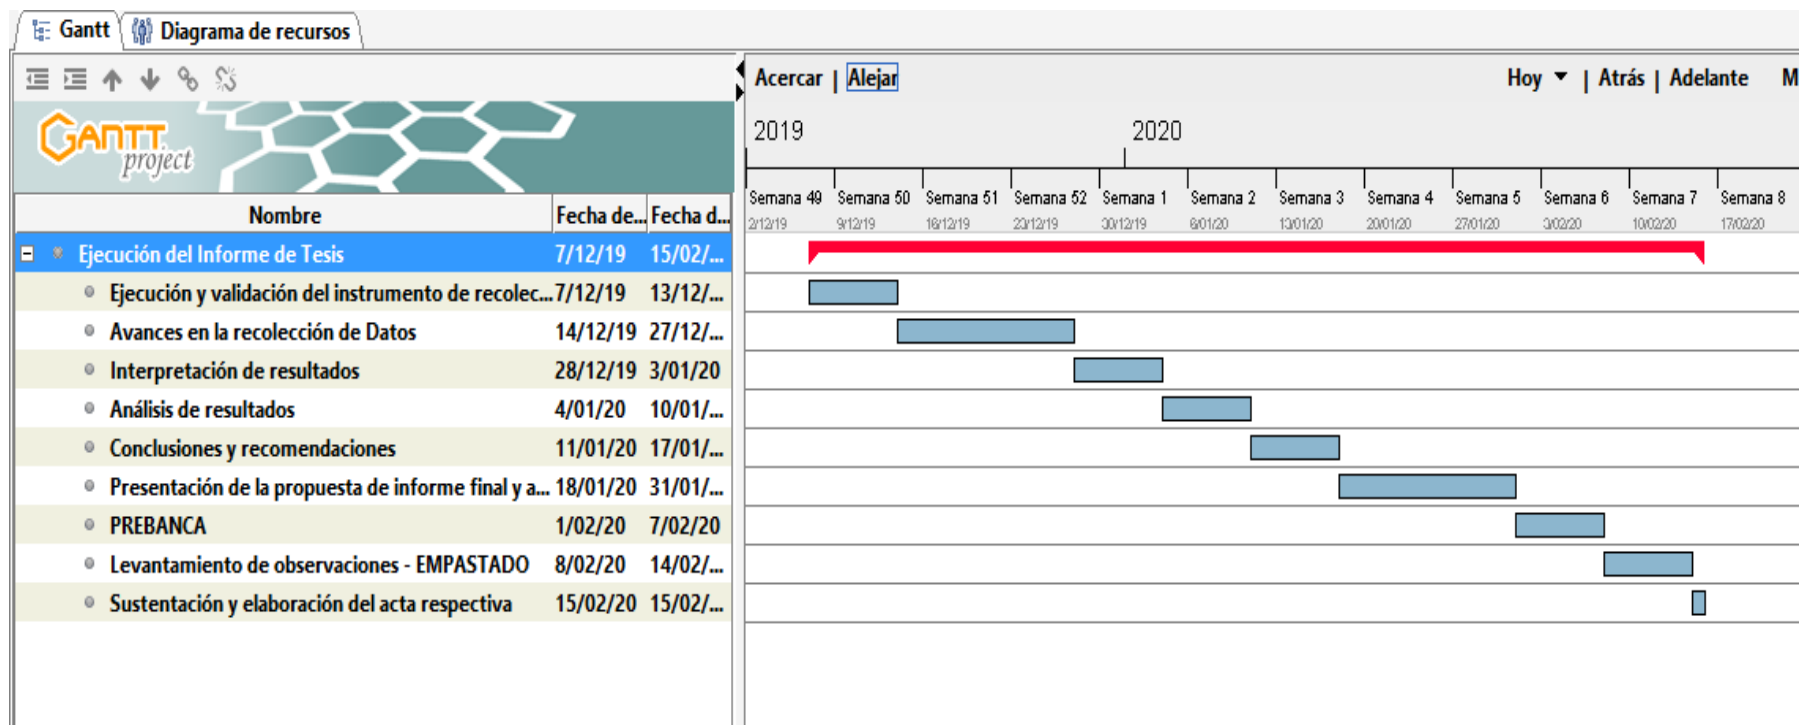 Gantt Diagrama de recursos
Acercar | Alejar Hoy | Atrás | Adelante M
GANTT project
2019 2020
Semana 49 Semana 50 Semana 51 Semana 52 Semana 1 Semana 2 Semana 3 Semana 4 Semana 5 Semana 6 Semana 7 Semana 8
2/12/19 9/12/19 16/12/19 23/12/19 30/12/19 6/01/20 13/01/20 20/01/20 27/01/20 3/02/20 10/02/20 17/02/20
Nombre Fecha de... Fecha d...
Ejecución del Informe de Tesis 7/12/19 15/02/...
Ejecución y validación del instrumento de recolec... 7/12/19 13/12/...
Avances en la recolección de Datos 14/12/19 27/12/...
Interpretación de resultados 28/12/19 3/01/20
Análisis de resultados 4/01/20 10/01/...
Conclusiones y recomendaciones 11/01/20 17/01/...
Presentación de la propuesta de informe final y a... 18/01/20 31/01/...
PREBANCA 1/02/20 7/02/20
Levantamiento de observaciones - EMPASTADO 8/02/20 14/02/...
Sustentación y elaboración del acta respectiva 15/02/20 15/02/...